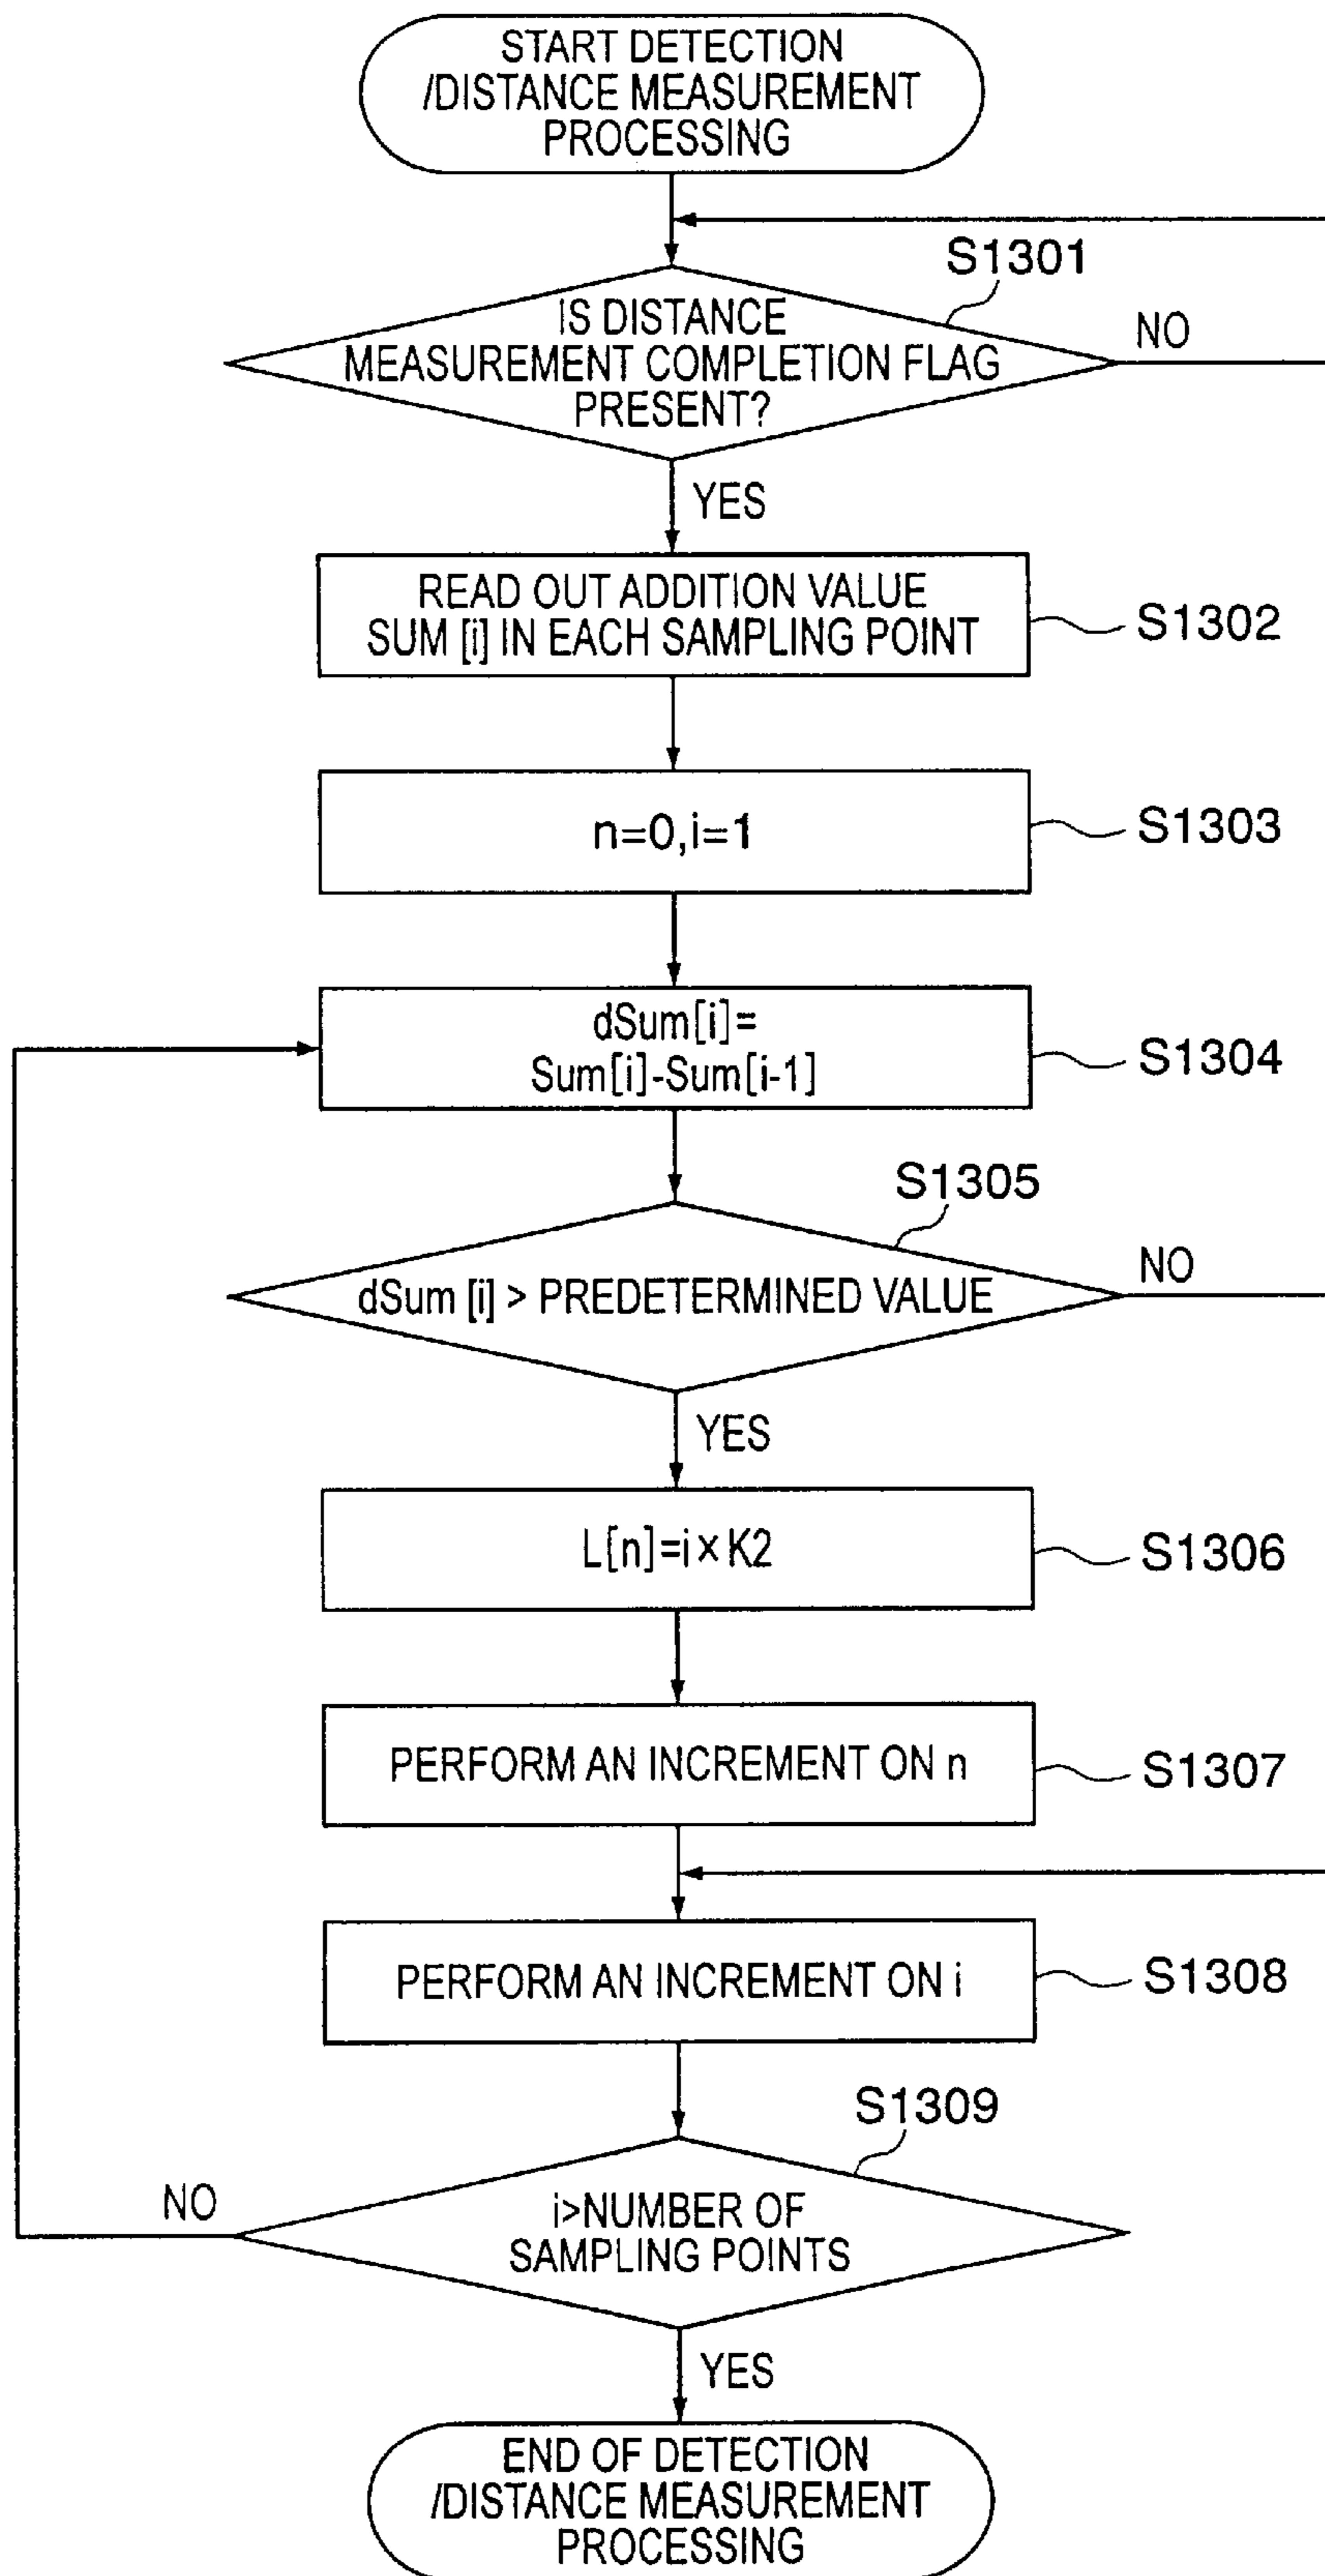 START DETECTION
/DISTANCE MEASUREMENT
PROCESSING
S1301
IS DISTANCE
MEASUREMENT COMPLETION FLAG
PRESENT?
NO
YES
READ OUT ADDITION VALUE
SUM [i] IN EACH SAMPLING POINT
S1302
n=0,i=1
S1303
dSum[i]=
Sum[i]-Sum[i-1]
S1304
S1305
dSum [i] > PREDETERMINED VALUE
NO
YES
L[n]=i×K2
S1306
PERFORM AN INCREMENT ON n
S1307
PERFORM AN INCREMENT ON i
S1308
S1309
NO
i>NUMBER OF
SAMPLING POINTS
YES
END OF DETECTION
/DISTANCE MEASUREMENT
PROCESSING